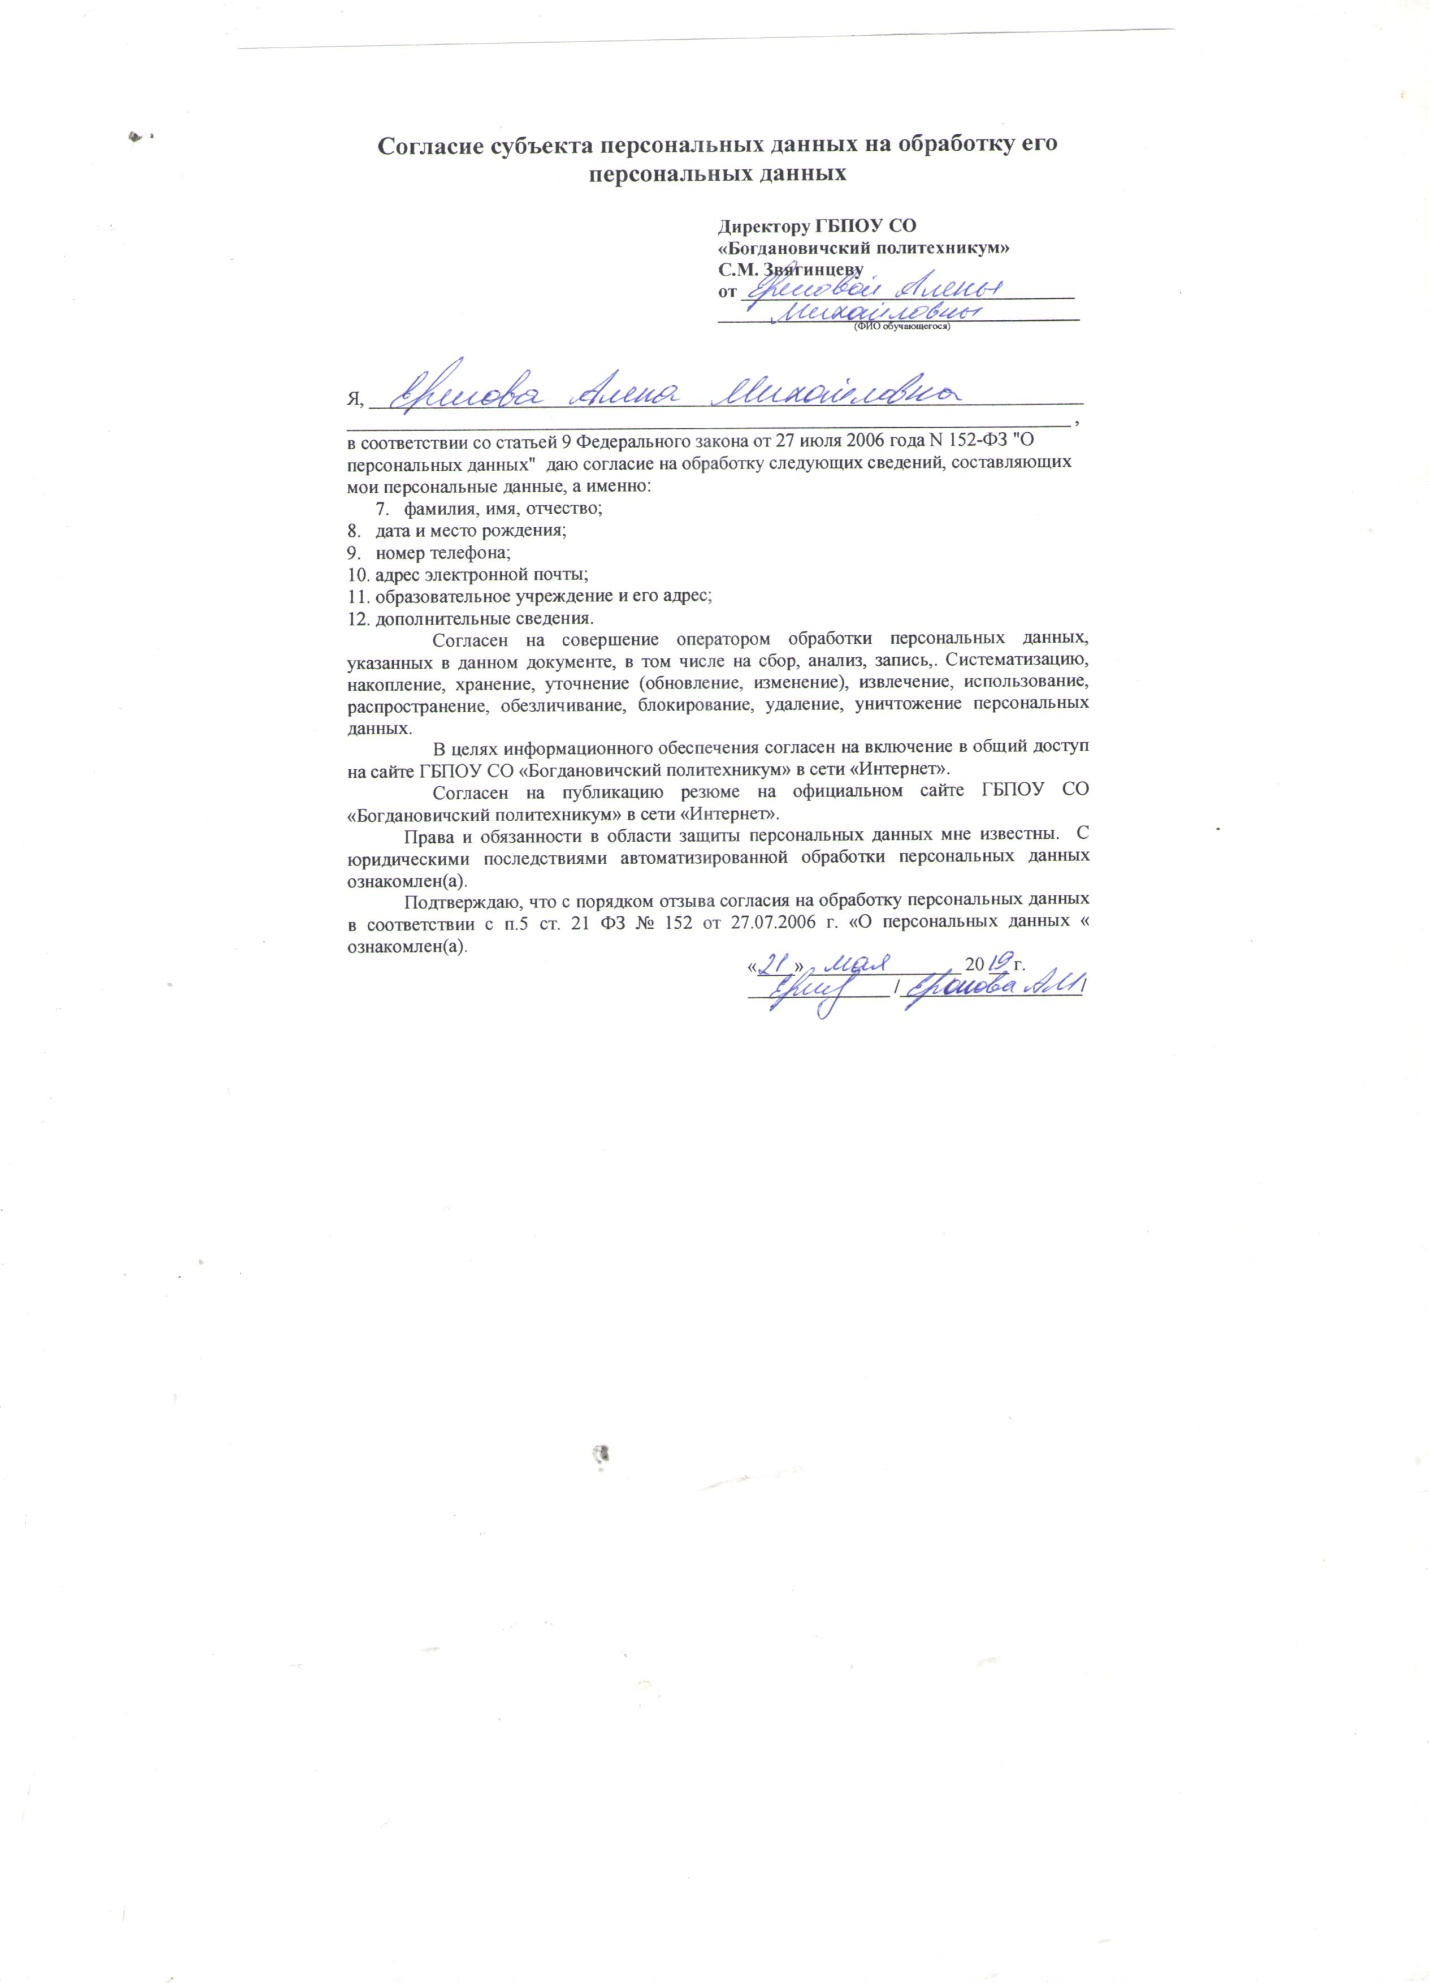 Согласие субъекта персональных данных на обработку его
персональных данных
Директору ГБПОУ СО
«Богдановичский политехникум»
С.М. Звягинцеву
от Ермовой Алены
Михайловны
(ФИО обучающегося)
Я, Ермова Алена Михайловна
,
в соответствии со статьей 9 Федерального закона от 27 июля 2006 года N 152-ФЗ "О
персональных данных" даю согласие на обработку следующих сведений, составляющих
мои персональные данные, а именно:
7. фамилия, имя, отчество;
8. дата и место рождения;
9. номер телефона;
10. адрес электронной почты;
11. образовательное учреждение и его адрес;
12. дополнительные сведения.
Согласен на совершение оператором обработки персональных данных,
указанных в данном документе, в том числе на сбор, анализ, запись,. Систематизацию,
накопление, хранение, уточнение (обновление, изменение), извлечение, использование,
распространение, обезличивание, блокирование, удаление, уничтожение персональных
данных.
В целях информационного обеспечения согласен на включение в общий доступ
на сайте ГБПОУ СО «Богдановичский политехникум» в сети «Интернет».
Согласен на публикацию резюме на официальном сайте ГБПОУ СО
«Богдановичский политехникум» в сети «Интернет».
Права и обязанности в области защиты персональных данных мне известны. С
юридическими последствиями автоматизированной обработки персональных данных
ознакомлен(а).
Подтверждаю, что с порядком отзыва согласия на обработку персональных данных
в соответствии с п.5 ст. 21 ФЗ № 152 от 27.07.2006 г. «О персональных данных «
ознакомлен(а).
«21» мая 2019 г.
/ Ермова А.М /